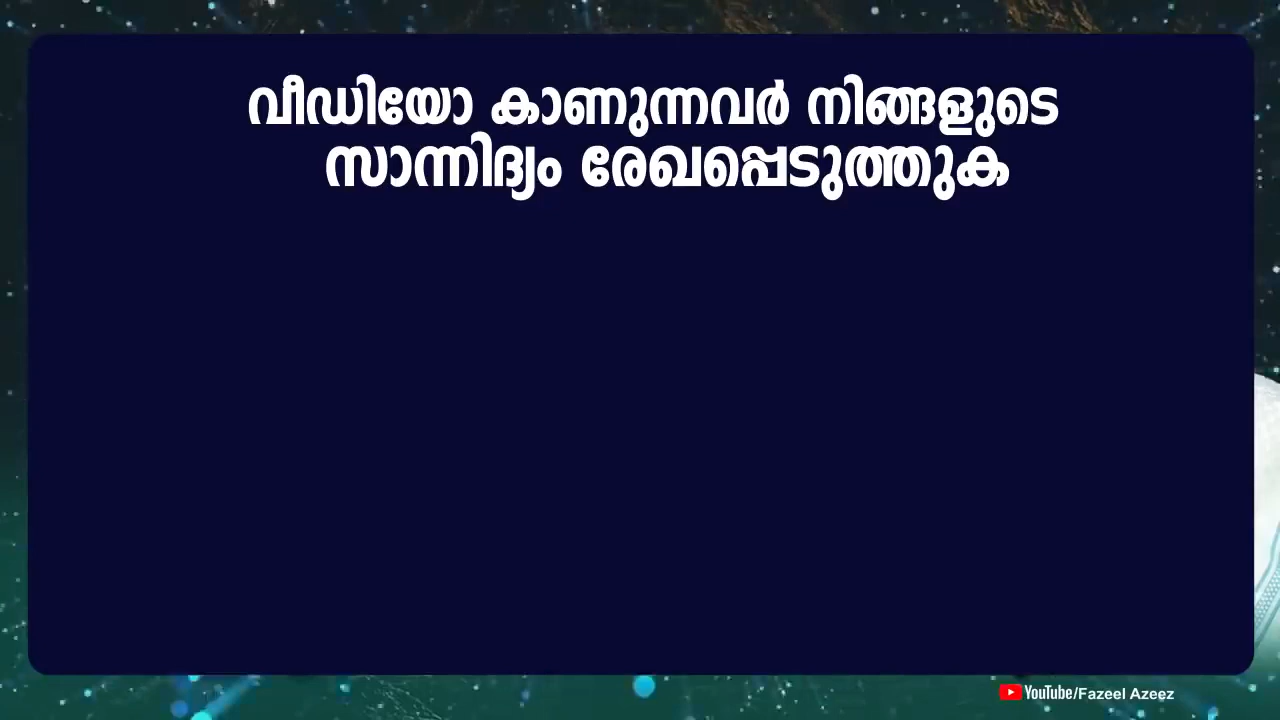 വീഡിയോ കാണുന്നവർ നിങ്ങളുടെ
സാന്നിദ്യം രേഖപ്പെടുത്തുക
YouTube/Fazeel Azeez